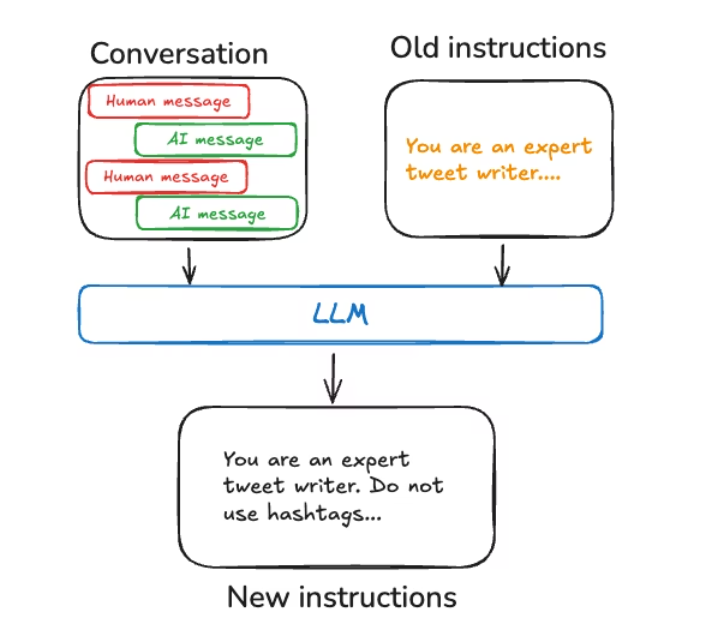 Conversation
Old instructions
Human message
AI message
Human message
AI message
You are an expert
tweet writer....
LLM
You are an expert
tweet writer. Do not
use hashtags...
New instructions